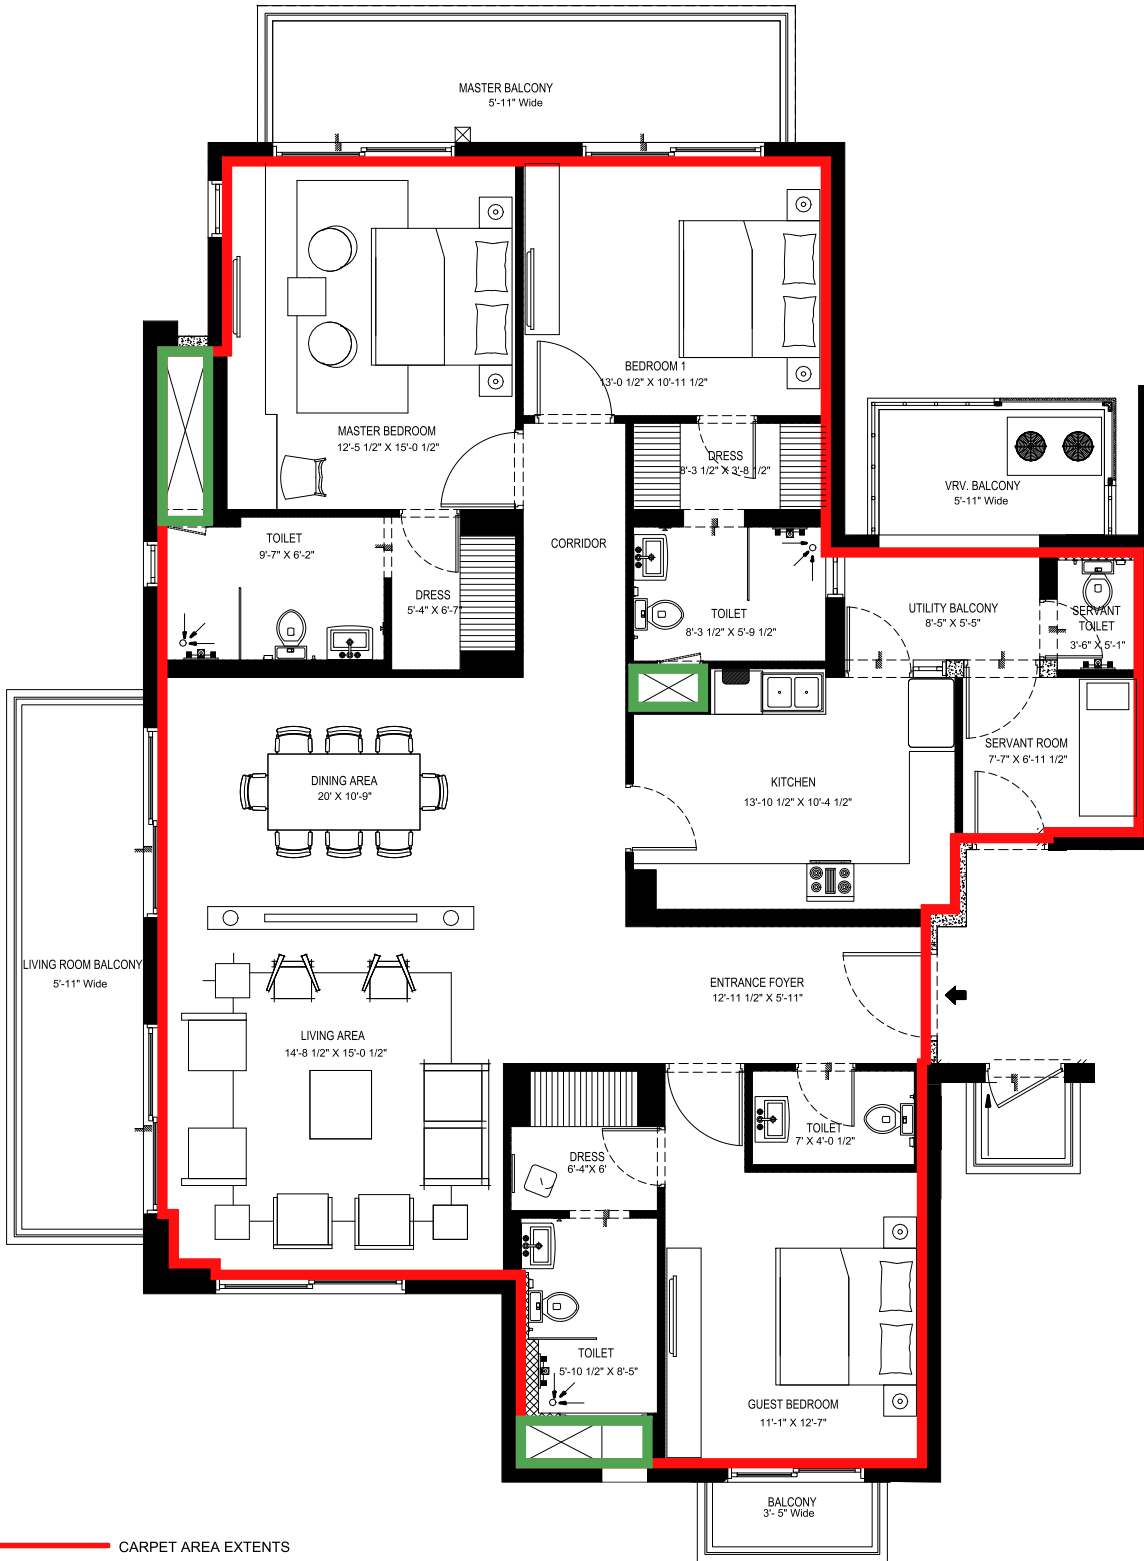 MASTER BALCONY
5'-11" Wide
BEDROOM 1
13'-0 1/2" X 10'-11 1/2"
MASTER BEDROOM
12'-5 1/2" X 15'-0 1/2"
DRESS
8'-3 1/2" X 3'-8 1/2"
VRV. BALCONY
5'-11" Wide
TOILET
9'-7" X 6'-2"
CORRIDOR
DRESS
5'-4" X 6'-7"
TOILET
8'-3 1/2" X 5'-9 1/2"
UTILITY BALCONY
8'-5" X 5'-5"
SERVANT
TOILET
3'-6" X 5'-1"
SERVANT ROOM
7'-7" X 6'-11 1/2"
DINING AREA
20' X 10'-9"
KITCHEN
13'-10 1/2" X 10'-4 1/2"
LIVING ROOM BALCONY
5'-11" Wide
ENTRANCE FOYER
12'-11 1/2" X 5'-11"
LIVING AREA
14'-8 1/2" X 15'-0 1/2"
TOILET
7' X 4'-0 1/2"
DRESS
6'-4"X 6'
TOILET
5'-10 1/2" X 8'-5"
GUEST BEDROOM
11'-1" X 12'-7"
BALCONY
3'- 5" Wide
CARPET AREA EXTENTS